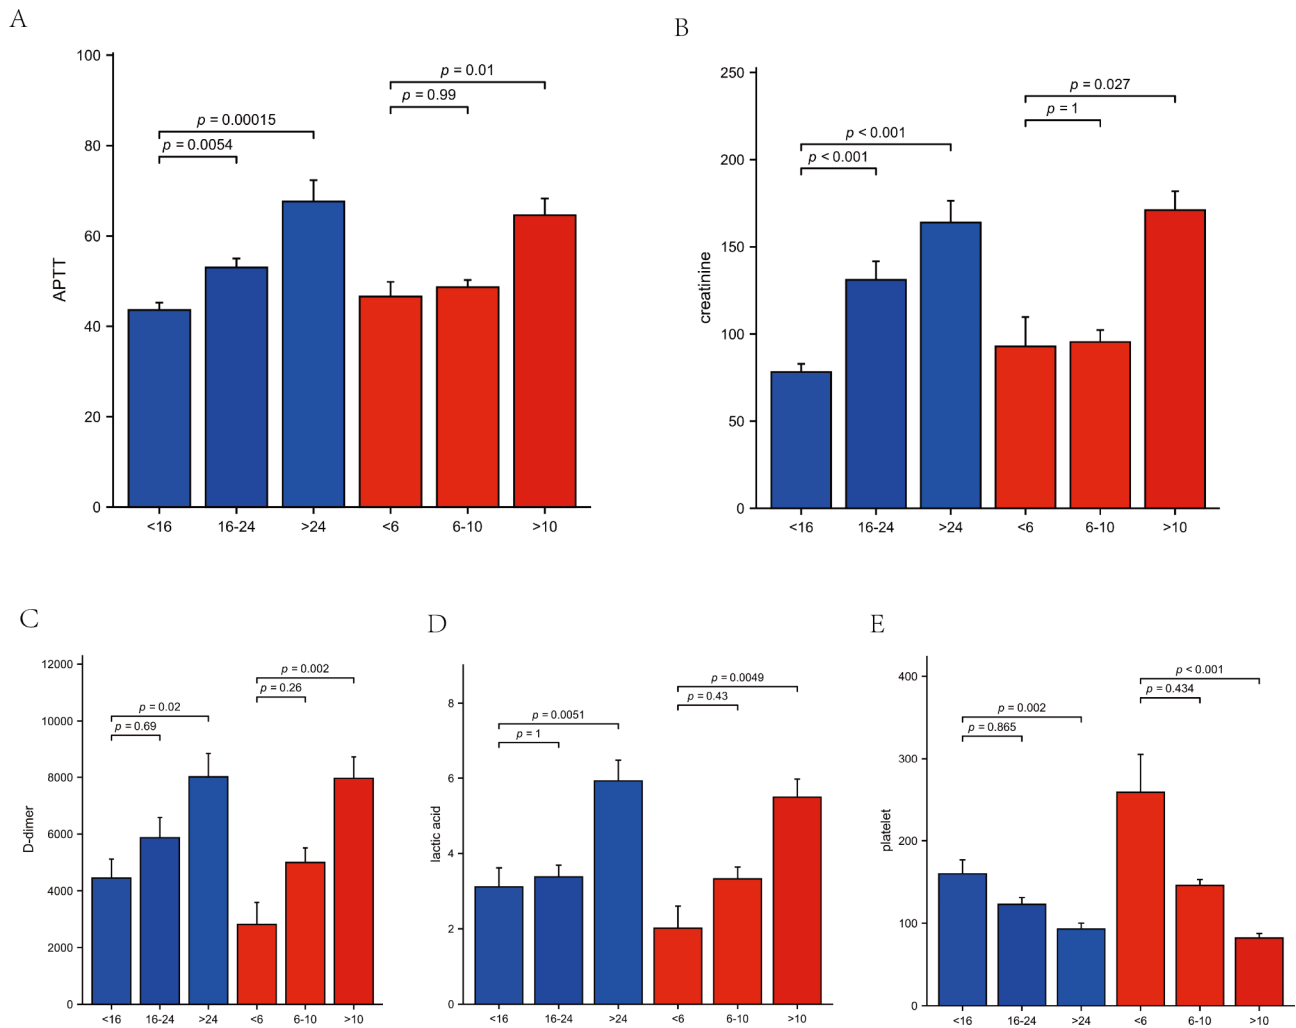 A
100
80
60
40
20
0
APTT
p = 0.00015
p = 0.0054
p = 0.01
p = 0.99
<16 16-24 >24 <6 6-10 >10
B
250
200
150
100
50
0
creatinine
p < 0.001
p < 0.001
p = 0.027
p = 1
<16 16-24 >24 <6 6-10 >10
C
12000
10000
8000
6000
4000
2000
0
D-dimer
p = 0.02
p = 0.69
p = 0.002
p = 0.26
<16 16-24 >24 <6 6-10 >10
D
8
6
4
2
0
lactic acid
p = 0.0051
p = 1
p = 0.0049
p = 0.43
<16 16-24 >24 <6 6-10 >10
E
400
300
200
100
0
platelet
p = 0.002
p = 0.865
p < 0.001
p = 0.434
<16 16-24 >24 <6 6-10 >10